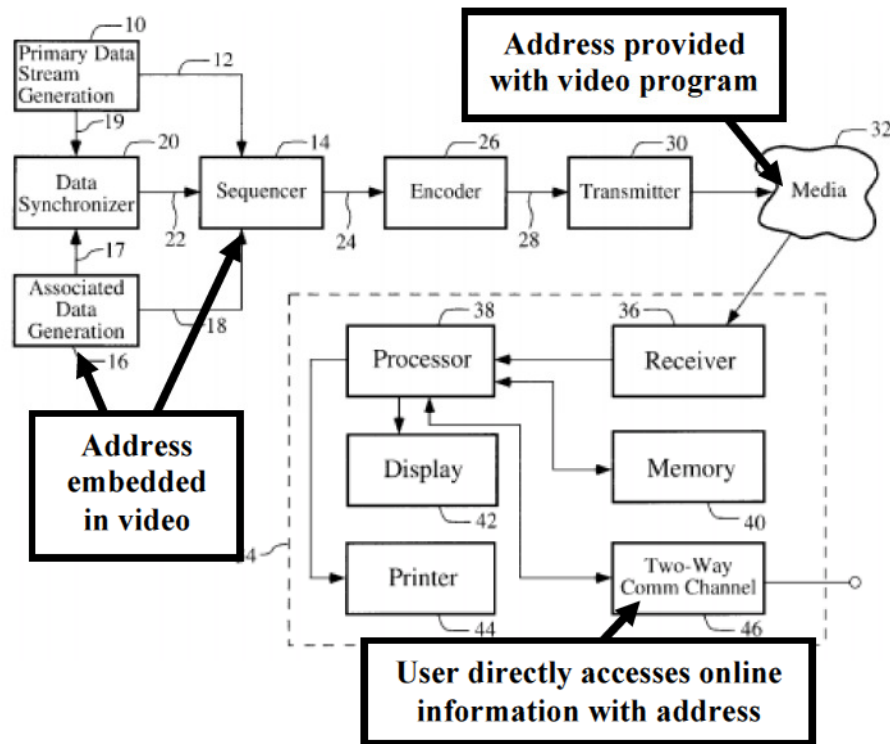 10
Primary Data
Stream
Generation
12
19
20
Data
Synchronizer
22
17
Associated Data
Generation
16
18
14
Sequencer
24
26
Encoder
28
30
Transmitter
32
Media
Address provided
with video program
Address
embedded
in video
38
Processor
36
Receiver
Display
42
Memory
40
4
Printer
44
Two-Way
Comm Channel
46
User directly accesses online
information with address